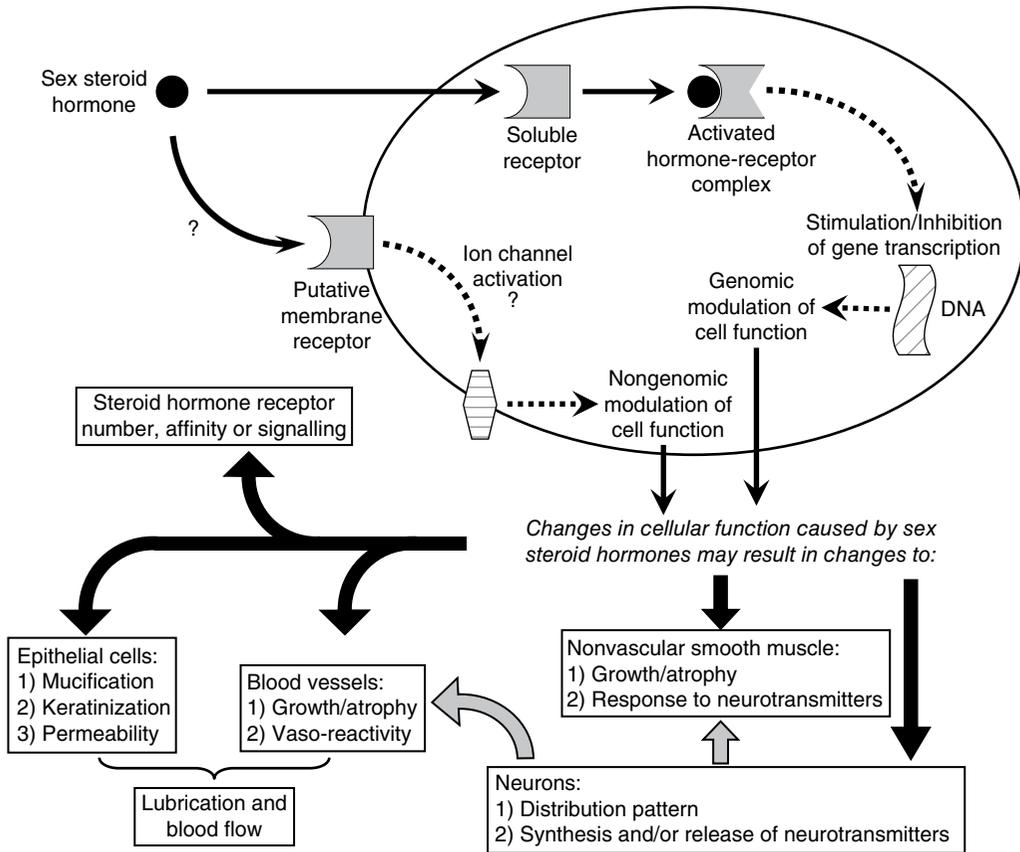 Sex steroid
hormone
Soluble
receptor
Activated
hormone-receptor
complex
?
Putative
membrane
receptor
Ion channel
activation
?
Stimulation/Inhibition
of gene transcription
DNA
Genomic
modulation of
cell function
Nongenomic
modulation of
cell function
Steroid hormone receptor
number, affinity or signalling
Changes in cellular function caused by sex
steroid hormones may result in changes to:
Epithelial cells:
1) Mucification
2) Keratinization
3) Permeability
Blood vessels:
1) Growth/atrophy
2) Vaso-reactivity
Nonvascular smooth muscle:
1) Growth/atrophy
2) Response to neurotransmitters
Lubrication and
blood flow
Neurons:
1) Distribution pattern
2) Synthesis and/or release of neurotransmitters